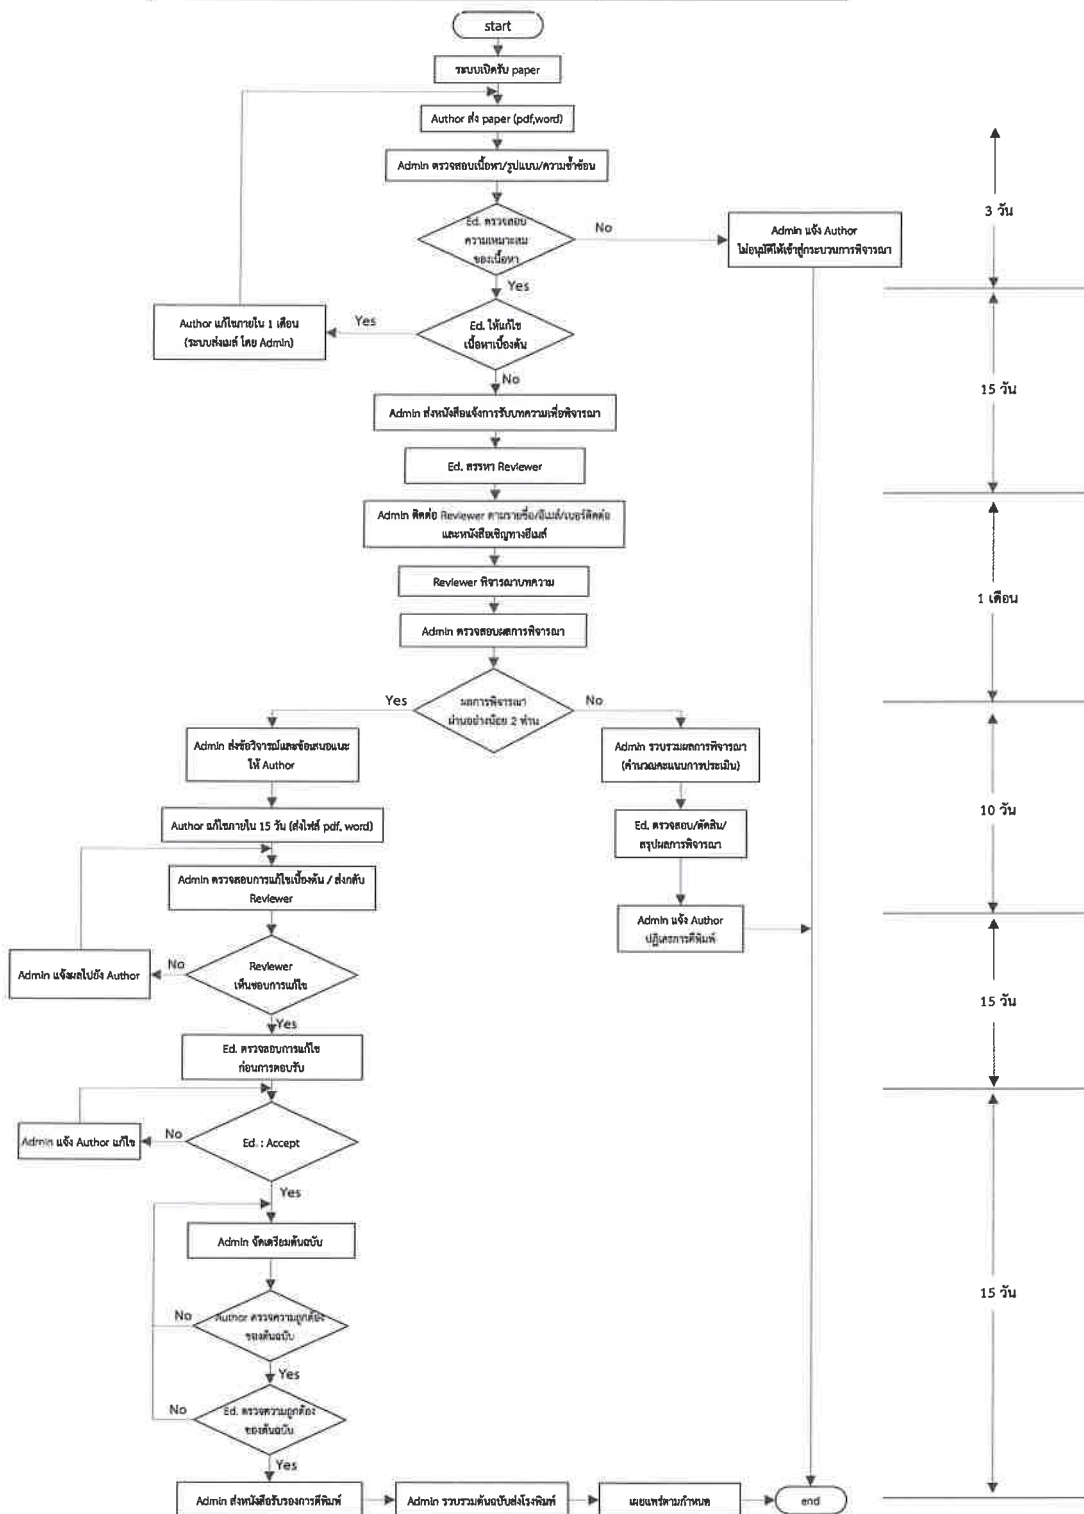 start
ระบบเปิดรับ paper
Author ส่ง paper (pdf,word)
Admin ตรวจสอบเนื้อหา/รูปแบบ/ความซ้ำซ้อน
Ed. ตรวจสอบ
ความเหมาะสม
ของเนื้อหา
No
Admin แจ้ง Author
ไม่อนุมัติให้เข้าสู่กระบวนการพิจารณา
3 วัน
Yes
Ed. ให้แก้ไข
เนื้อหาเบื้องต้น
Yes
Author แก้ไขภายใน 1 เดือน
(ระบบส่งเมล์ โดย Admin)
No
15 วัน
Admin ส่งหนังสือแจ้งการรับบทความเพื่อพิจารณา
Ed. สรรหา Reviewer
Admin ติดต่อ Reviewer ตามรายชื่อ/อีเมล์/เบอร์ติดต่อ
และหนังสือเชิญทางอีเมล์
Reviewer พิจารณาบทความ
1 เดือน
Admin ตรวจสอบผลการพิจารณา
ผลการพิจารณา
ผ่านอย่างน้อย 2 ท่าน
Yes
No
Admin ส่งข้อวิจารณ์และข้อเสนอแนะ
ให้ Author
Admin รวบรวมผลการพิจารณา
(คำนวณคะแนนการประเมิน)
10 วัน
Author แก้ไขภายใน 15 วัน (ส่งไฟล์ pdf, word)
Ed. ตรวจสอบ/ตัดสิน/
สรุปผลการพิจารณา
Admin ตรวจสอบการแก้ไขเบื้องต้น / ส่งกลับ
Reviewer
Admin แจ้ง Author
ปฏิเสธการตีพิมพ์
Reviewer
เห็นชอบการแก้ไข
No
Admin แจ้งผลไปยัง Author
15 วัน
Yes
Ed. ตรวจสอบการแก้ไข
ก่อนการตอบรับ
Ed. : Accept
No
Admin แจ้ง Author แก้ไข
Yes
Admin จัดเตรียมต้นฉบับ
15 วัน
Author ตรวจความถูกต้อง
ของต้นฉบับ
No
Yes
Ed. ตรวจความถูกต้อง
ของต้นฉบับ
No
Yes
Admin ส่งหนังสือรับรองการตีพิมพ์
Admin รวบรวมต้นฉบับส่งโรงพิมพ์
เผยแพร่ตามกำหนด
end